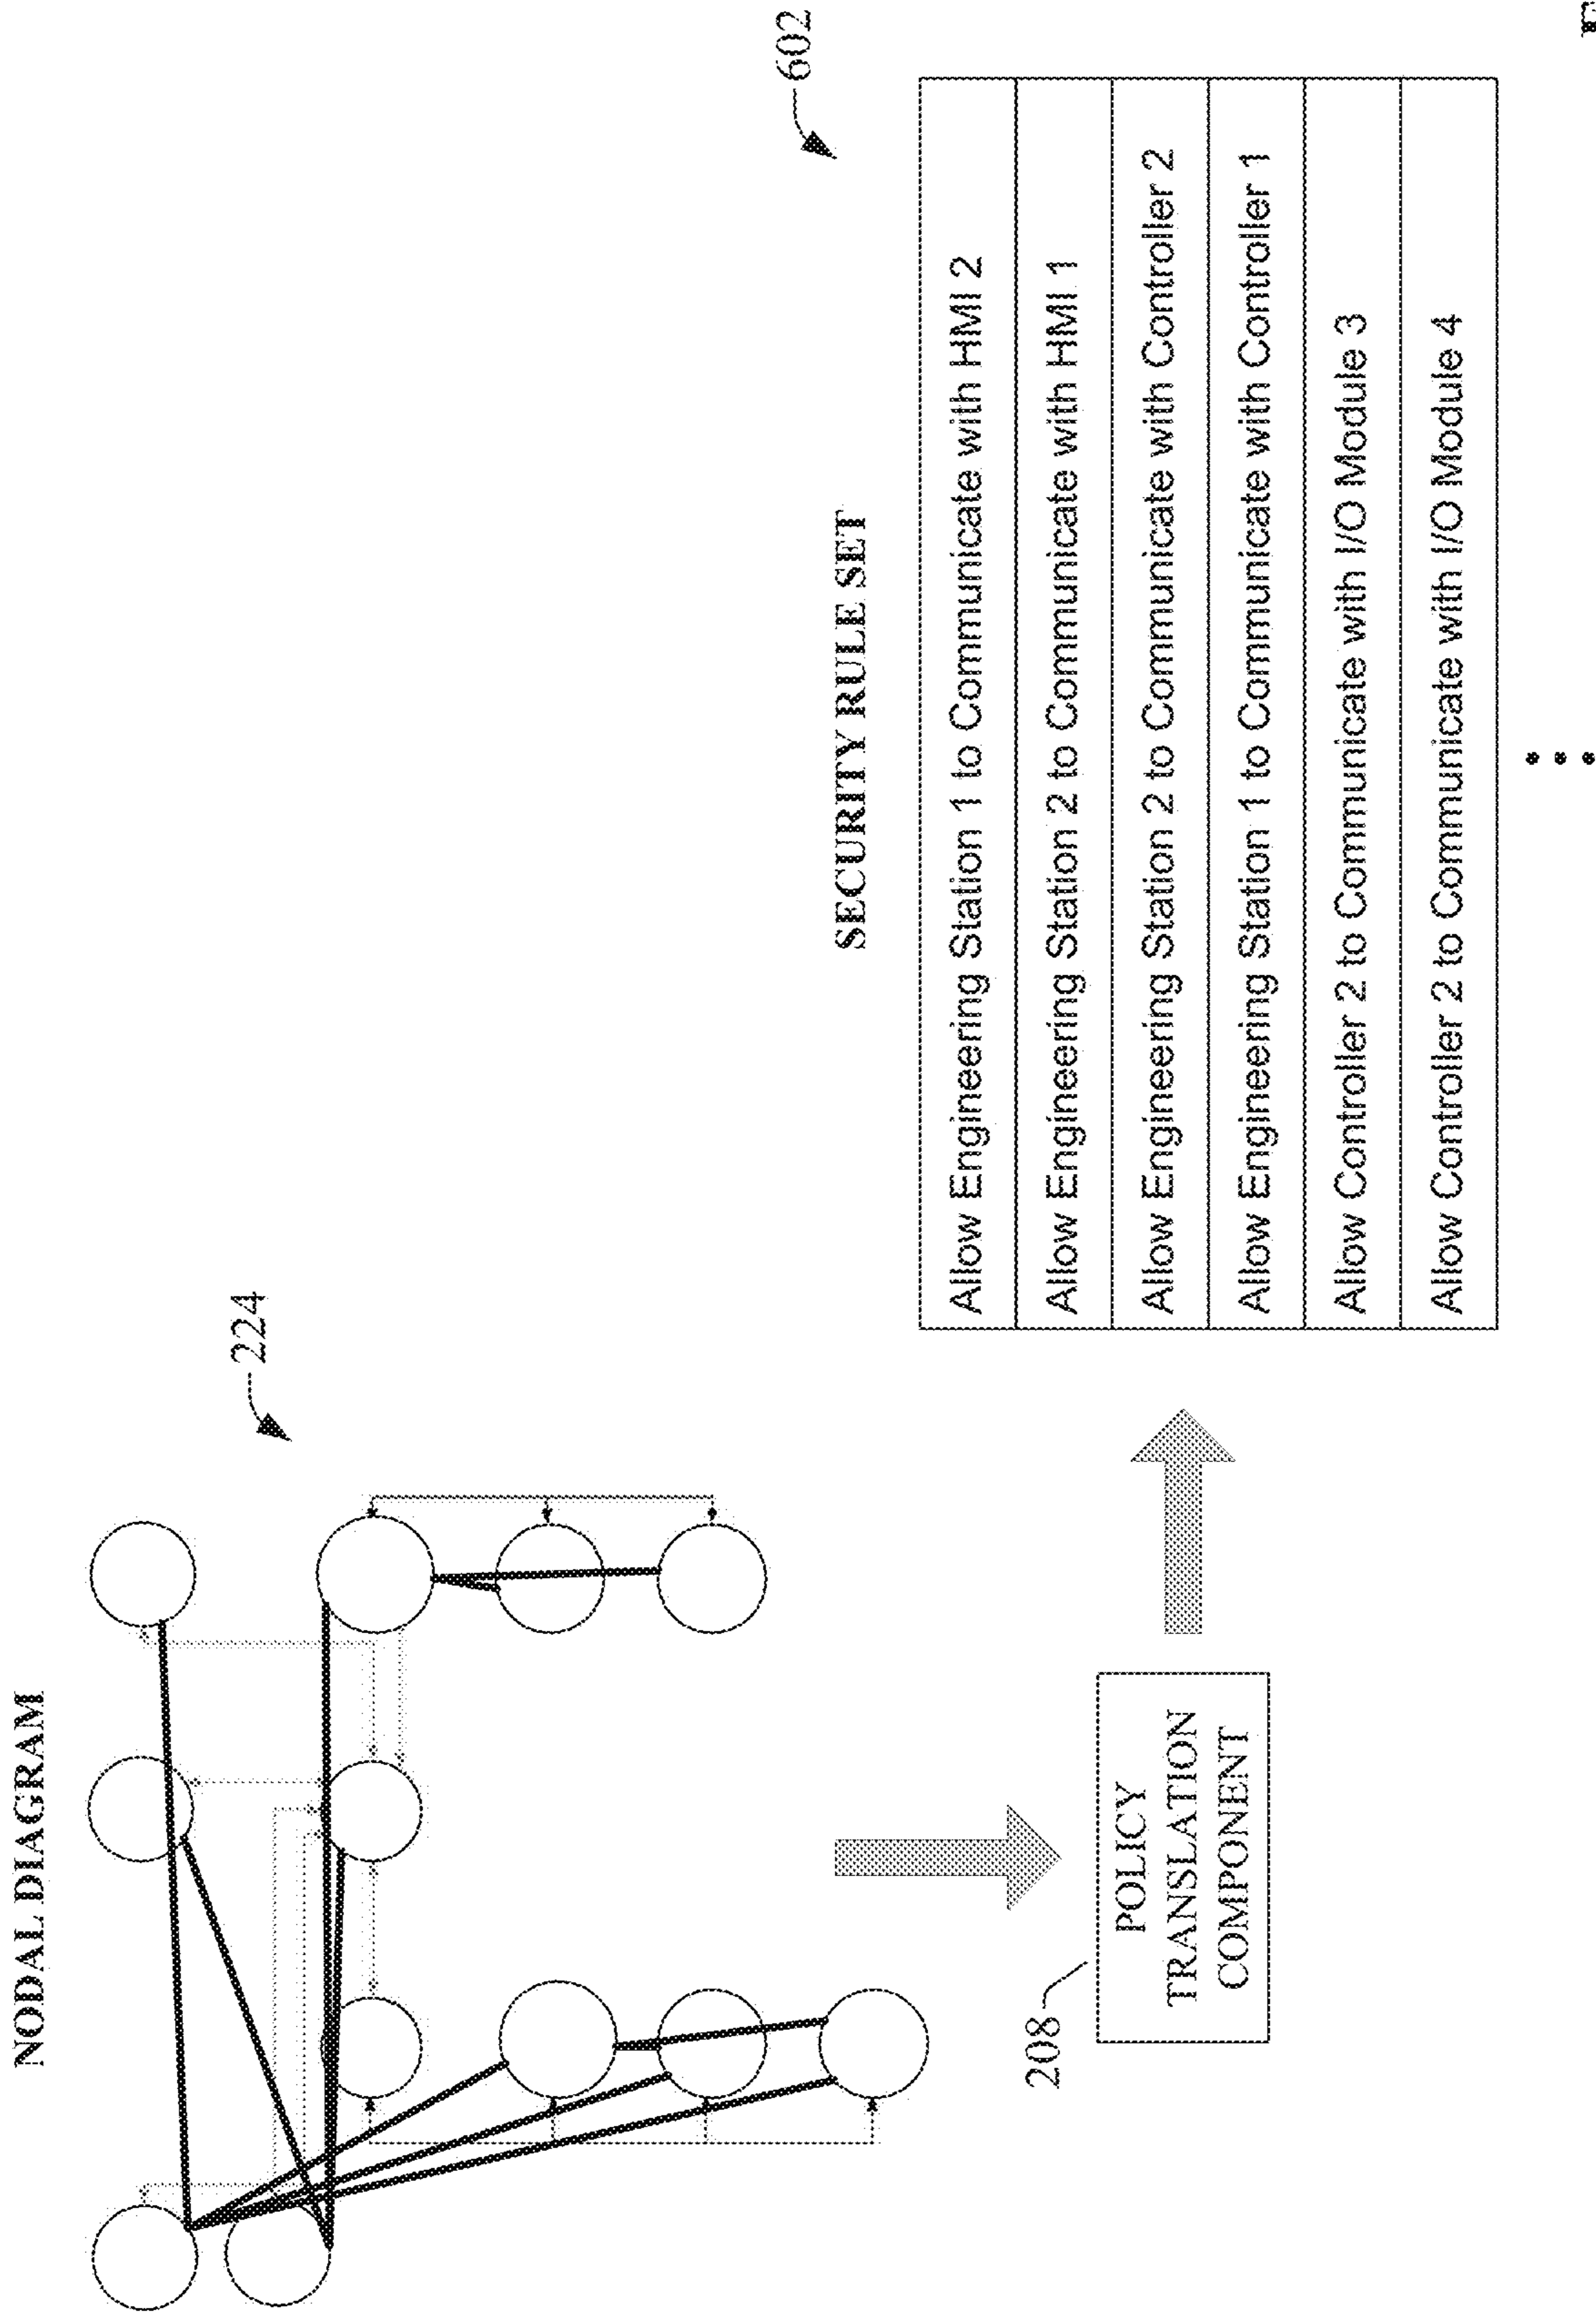 NODAL DIAGRAM
224
208
POLICY
TRANSLATION
COMPONENT
602
SECURITY RULE SET
Allow Engineering Station 1 to Communicate with HMI 2
Allow Engineering Station 2 to Communicate with HMI 1
Allow Engineering Station 2 to Communicate with Controller 2
Allow Engineering Station 1 to Communicate with Controller 1
Allow Controller 2 to Communicate with I/O Module 3
Allow Controller 2 to Communicate with I/O Module 4